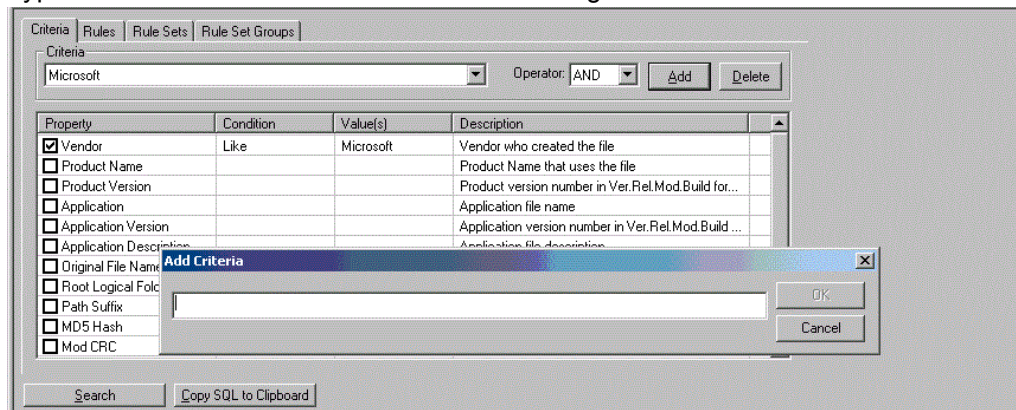 Criteria Rules Rule Sets Rule Set Groups
Criteria
Microsoft Operator: AND Add Delete
Property Condition Value(s) Description
Vendor Like Microsoft Vendor who created the file
Product Name Product Name that uses the file
Product Version Product version number in Ver.Rel.Mod.Build for...
Application Application file name
Application Version Application version number in Ver.Rel.Mod.Build ...
Application Description Application file description
Original File Name Add Criteria
Root Logical Fold
OK
Path Suffix
MD5 Hash Cancel
Mod CRC
Search Copy SQL to Clipboard